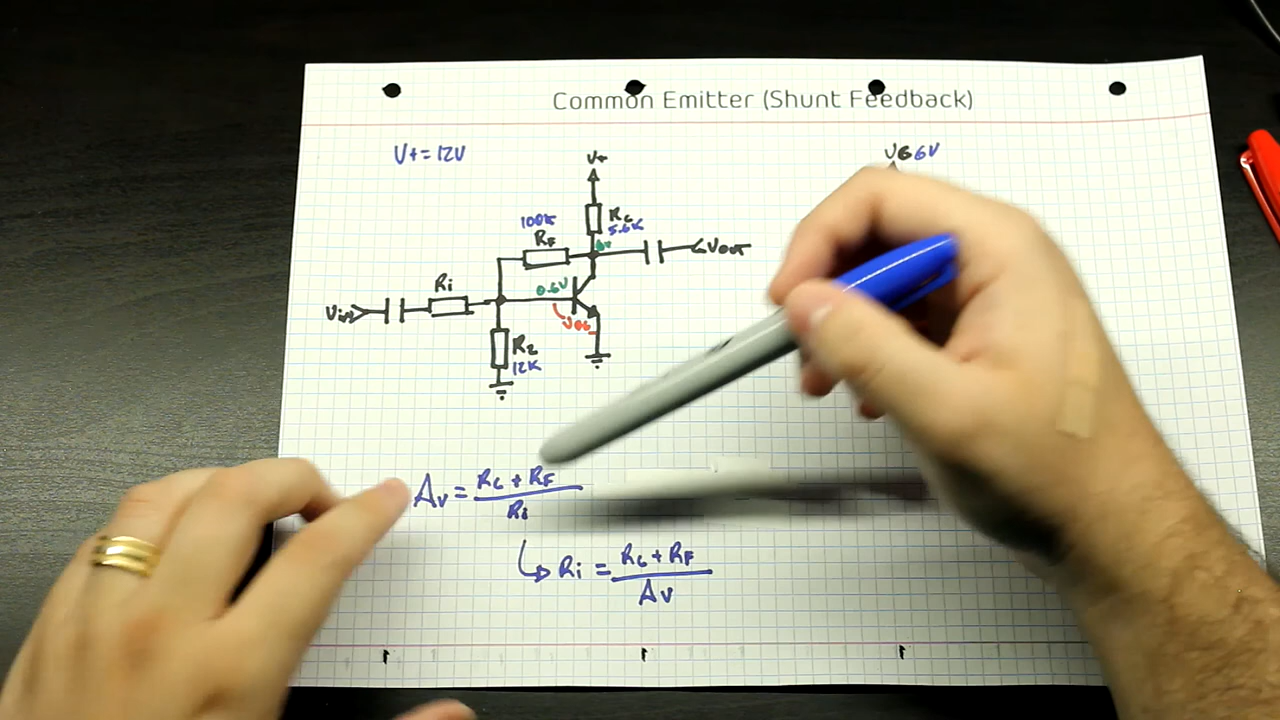 Common Emitter (Shunt Feedback)
V+ = 12V
V+
6V
100K
RC
5.6K
RF
VOUT
Ri
0.6V
Vin
R2
12K
Av = RC + RF
Ri
Ri = RC + RF
Av